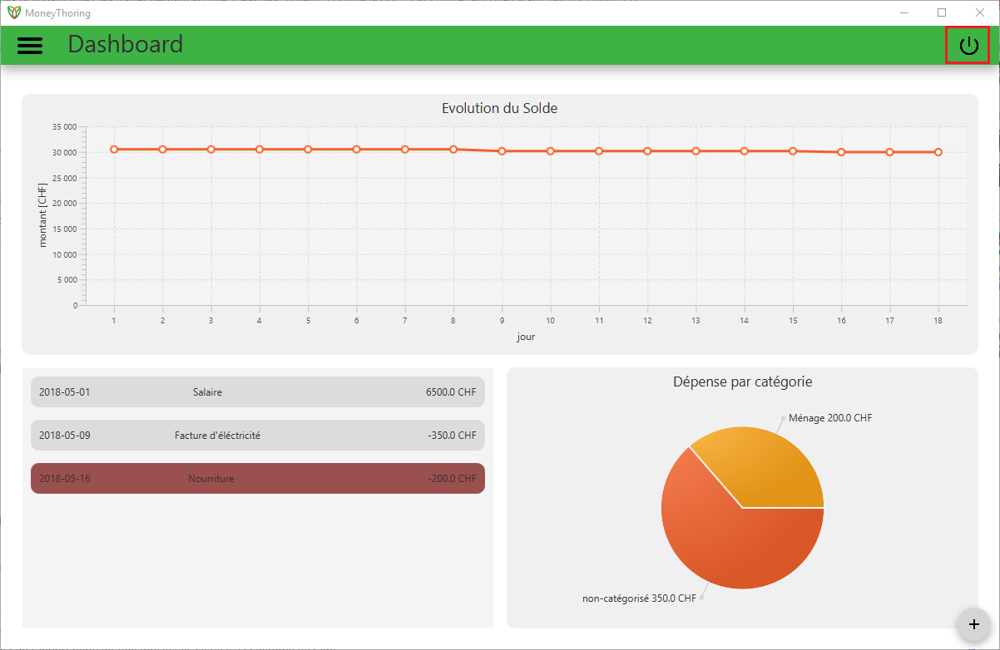 MoneyThoring
Dashboard
Evolution du Solde
35 000
30 000
25 000
20 000
15 000
10 000
5 000
0
montant [CHF]
1 2 3 4 5 6 7 8 9 10 11 12 13 14 15 16 17 18
jour
2018-05-01 Salaire 6500.0 CHF
2018-05-09 Facture d'éléctricité -350.0 CHF
2018-05-16 Nourriture -200.0 CHF
Dépense par catégorie
Ménage 200.0 CHF
non-catégorisé 350.0 CHF
+